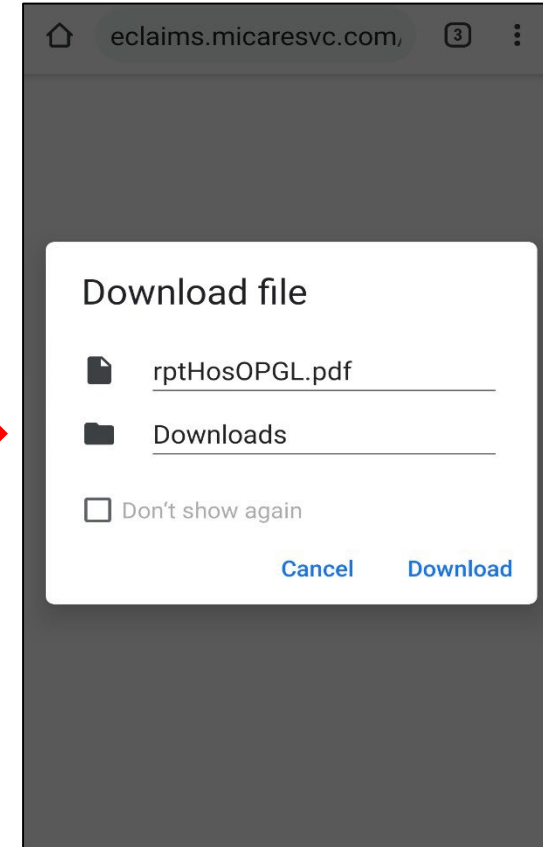 eclaims.micaresvc.com/ 3
Download file
rptHosOPGL.pdf
Downloads
Don't show again
Cancel Download